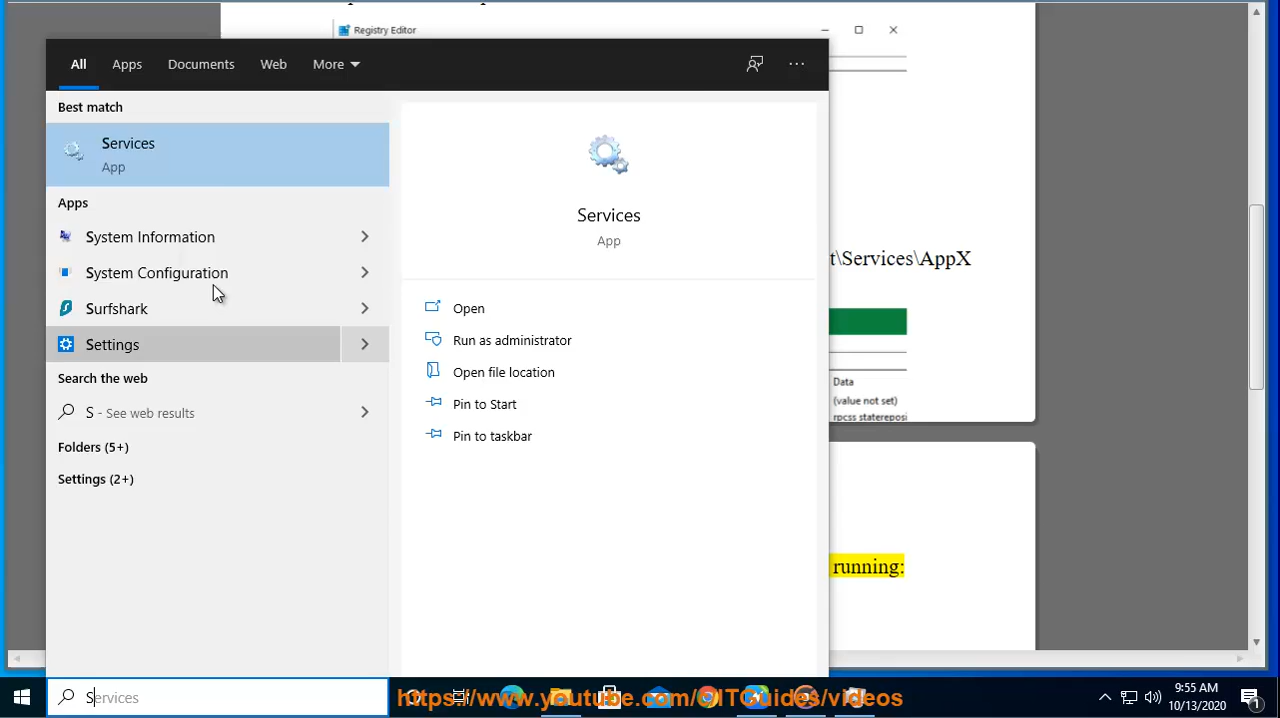 Registry Editor
All Apps Documents Web More
Best match
Services
App
Apps
System Information
System Configuration
Surfshark
Settings
Search the web
S - See web results
Folders (5+)
Settings (2+)
Services
App
Open
Run as administrator
Open file location
Pin to Start
Pin to taskbar
t\Services\AppX
Data
(value not set)
rpcss statereposi
running:
Services
https://www.youtube.com/@ITGuides/videos
9:55 AM
10/13/2020
1